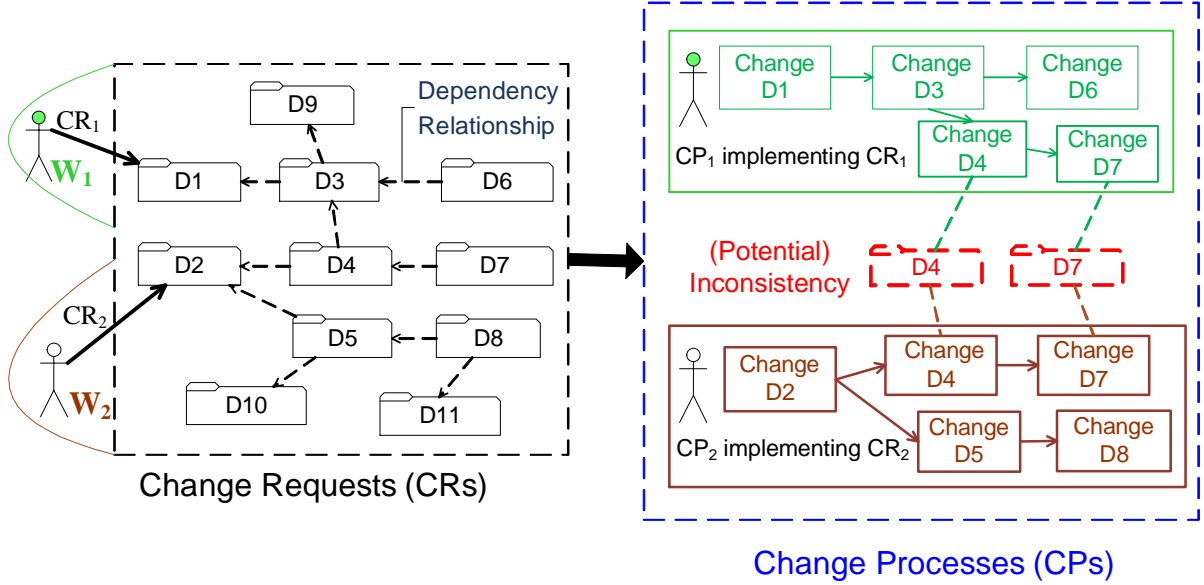 D9
Dependency
Relationship
CR1
W1
D1
D3
D6
D2
D4
D7
CR2
D5
D8
W2
D10
D11
Change Requests (CRs)
Change
D1
Change
D3
Change
D6
Change
D4
Change
D7
CP1 implementing CR1
(Potential)
Inconsistency
D4
D7
Change
D2
Change
D4
Change
D7
CP2 implementing CR2
Change
D5
Change
D8
Change Processes (CPs)